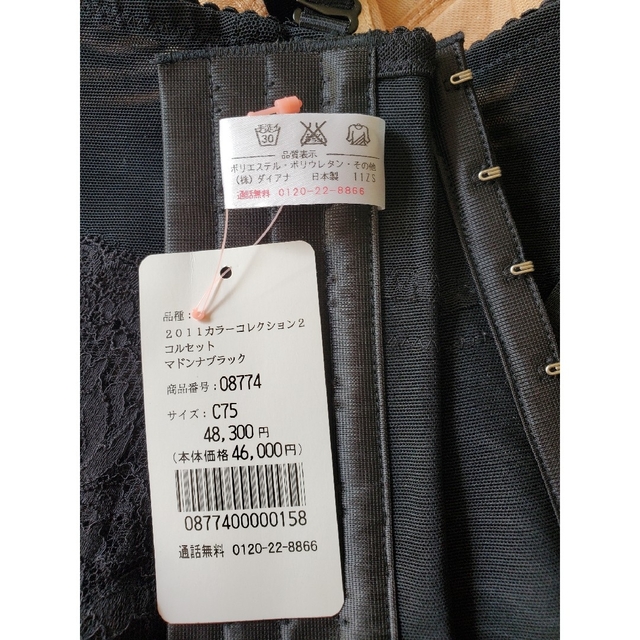 手洗イ
30
品質表示
ポリエステル・ポリウレタン・その他
(株)ダイアナ 日本製 11ZS
通話無料 0120-22-8866
品種:
2011カラーコレクション2
コルセット
マドンナブラック
商品番号:08774
サイズ: C75
48,300円
(本体価格46,000円)
0877400000158
通話無料 0120-22-8866